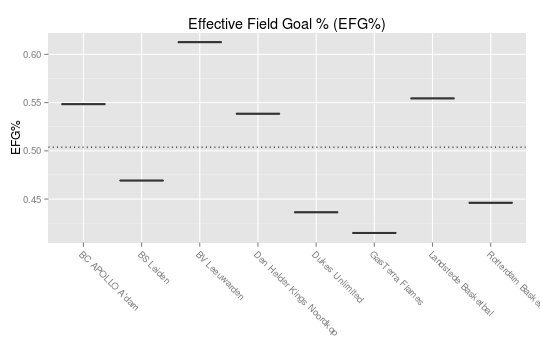 Effective Field Goal % (EFG%)
EFG%
0.60
0.55
0.50
0.45
BC APOLLO A'dam
BS Leiden
BV Leeuwarden
Den Helder Kings Noordkop
Dukes Unlimited
GasTerra Flames
Landstede Basketbal
Rotterdam Baske